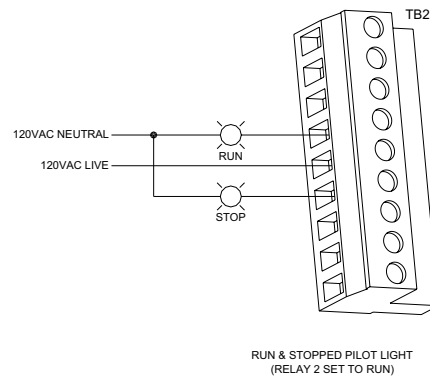 TB2
120VAC NEUTRAL
RUN
120VAC LIVE
STOP
RUN & STOPPED PILOT LIGHT
(RELAY 2 SET TO RUN)